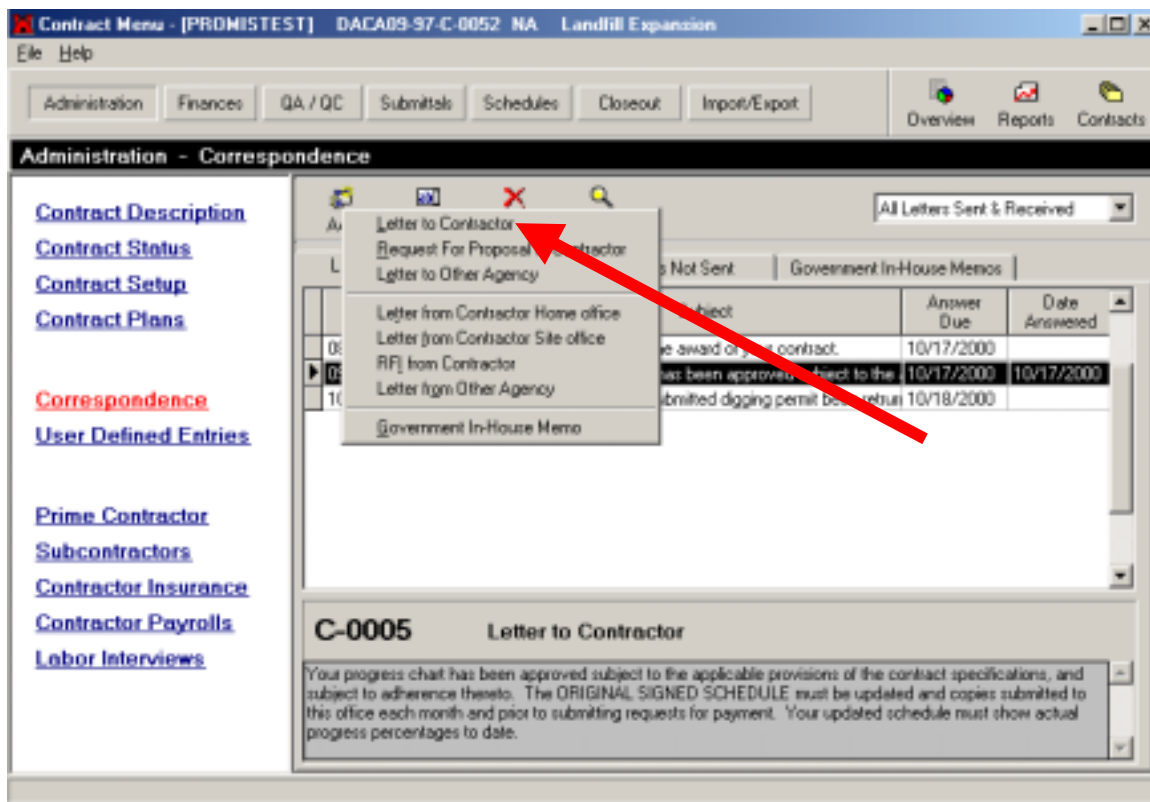 Contract Menu - [PROMISTEST] DACA09-97-C-0052 NA Landfill Expansion
File Help
Administration Finances QA / QC Submittals Schedules Closeout Import/Export Overview Reports Contracts
Administration - Correspondence
Contract Description
Contract Status
Contract Setup
Contract Plans
Correspondence
User Defined Entries
Prime Contractor
Subcontractors
Contractor Insurance
Contractor Payrolls
Labor Interviews
All Letters Sent & Received
Letter to Contractor
Request For Proposal Contractor
Letter to Other Agency
Letter from Contractor Home office
Letter from Contractor Site office
RFI from Contractor
Letter from Other Agency
Government In-House Memo
Not Sent Government In-House Memos
Answer Due Date Answered
award of your contract. 10/17/2000
has been approved subject to the 10/17/2000 10/17/2000
digging permit 10/18/2000
C-0005 Letter to Contractor
Your progress chart has been approved subject to the applicable provisions of the contract specifications, and
subject to adherence thereto. The ORIGINAL SIGNED SCHEDULE must be updated and copies submitted to
this office each month and prior to submitting requests for payment. Your updated schedule must show actual
progress percentages to date.